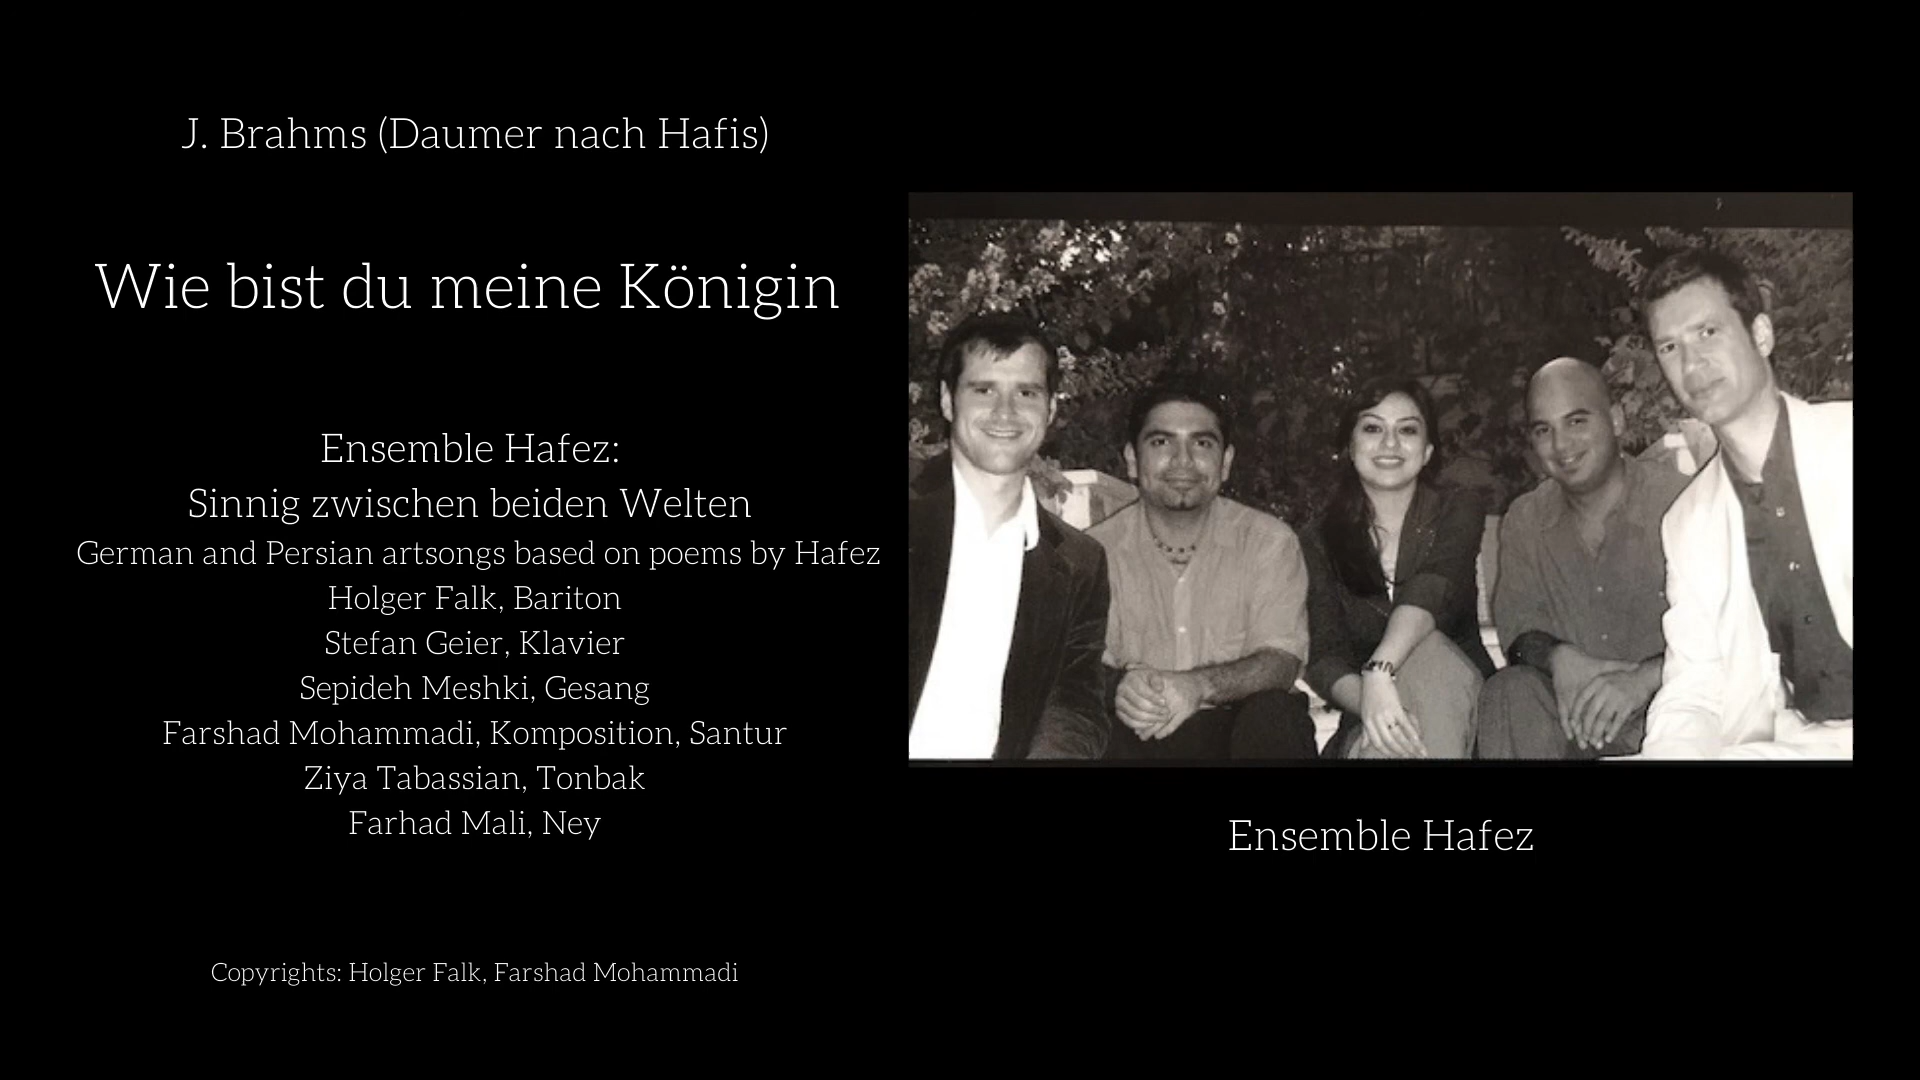 J. Brahms (Daumer nach Hafis)
Wie bist du meine Königin
Ensemble Hafez:
Sinnig zwischen beiden Welten
German and Persian artsongs based on poems by Hafez
Holger Falk, Bariton
Stefan Geier, Klavier
Sepideh Meshki, Gesang
Farshad Mohammadi, Komposition, Santur
Ziya Tabassian, Tonbak
Farhad Mali, Ney
Copyrights: Holger Falk, Farshad Mohammadi
Ensemble Hafez